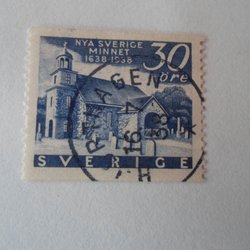 NYA SVERIGE
MINNET
1638-1938
30
ÖRE
SVERIGE